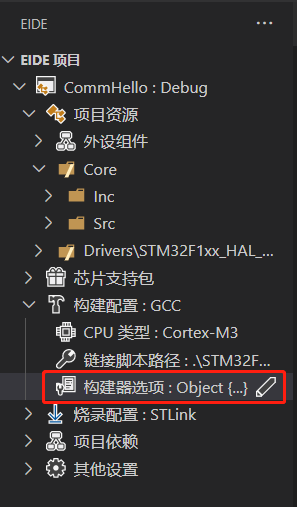 EIDE
EIDE 项目
CommHello : Debug
项目资源
外设组件
Core
Inc
Src
Drivers\STM32F1xx_HAL_...
芯片支持包
构建配置 : GCC
CPU 类型 : Cortex-M3
链接脚本路径 : .\STM32F...
构建器选项 : Object {...}
烧录配置 : STLink
项目依赖
其他设置